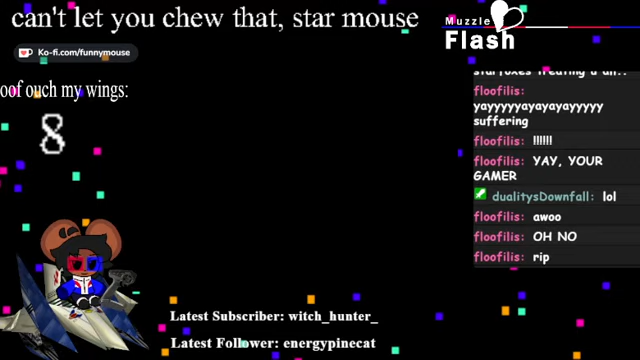 can't let you chew that, star mouse
Muzzle
Flash
Ko-fi.com/funnymouse
oof ouch my wings:
8
floofilis:
yayyyyyayayayayyyyy
suffering
floofilis: !!!!!!
floofilis: YAY, YOUR
GAMER
dualitysDownfall: lol
floofilis: awoo
floofilis: OH NO
floofilis: rip
Latest Subscriber: witch_hunter_
Latest Follower: energypinecat